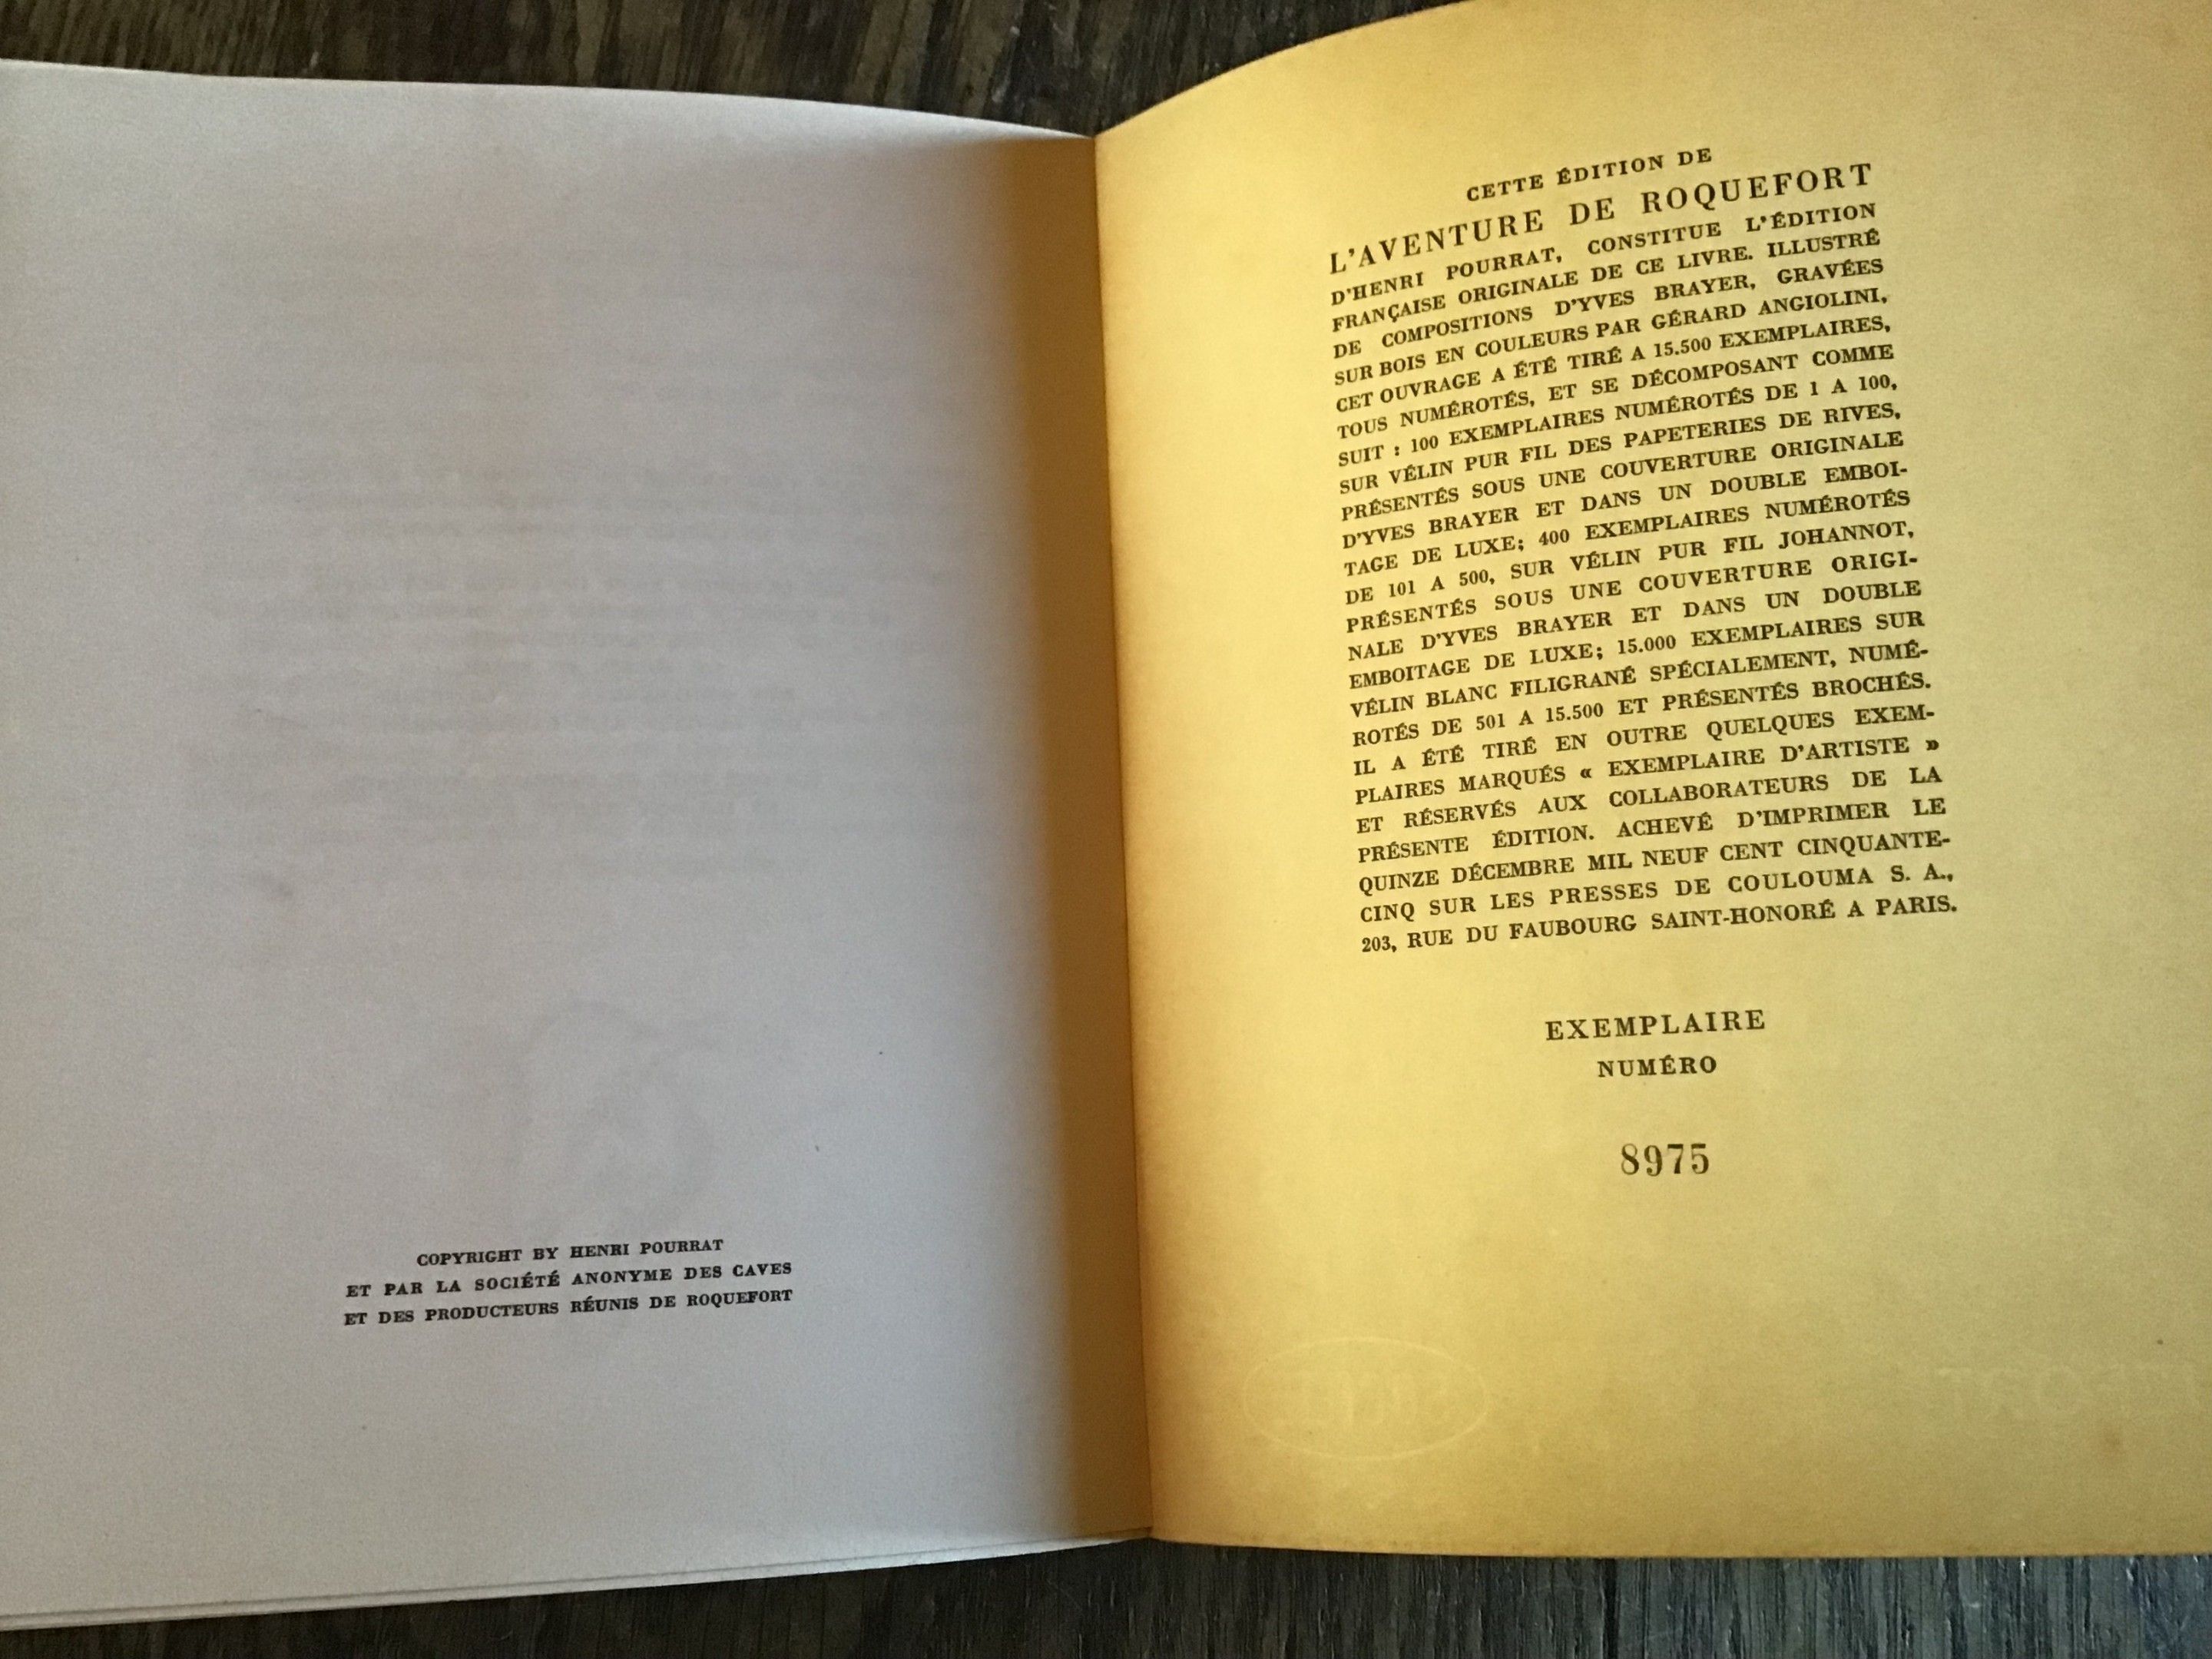 COPYRIGHT BY HENRI POURRAT
ET PAR LA SOCIÉTÉ ANONYME DES CAVES
ET DES PRODUCTEURS RÉUNIS DE ROQUEFORT
CETTE ÉDITION DE
L'AVENTURE DE ROQUEFORT
D'HENRI POURRAT, CONSTITUE L'ÉDITION
FRANÇAISE ORIGINALE DE CE LIVRE. ILLUSTRÉ
DE COMPOSITIONS D'YVES BRAYER, GRAVÉES
SUR BOIS EN COULEURS PAR GÉRARD ANGIOLINI,
CET OUVRAGE A ÉTÉ TIRÉ A 15.500 EXEMPLAIRES,
TOUS NUMÉROTÉS, ET SE DÉCOMPOSANT COMME
SUIT : 100 EXEMPLAIRES NUMÉROTÉS DE 1 A 100,
SUR VÉLIN PUR FIL DES PAPETERIES DE RIVES,
PRÉSENTÉS SOUS UNE COUVERTURE ORIGINALE
D'YVES BRAYER ET DANS UN DOUBLE EMBOI-
TAGE DE LUXE; 400 EXEMPLAIRES NUMÉROTÉS
DE 101 A 500, SUR VÉLIN PUR FIL JOHANNOT,
PRÉSENTÉS SOUS UNE COUVERTURE ORIGI-
NALE D'YVES BRAYER ET DANS UN DOUBLE
EMBOITAGE DE LUXE; 15.000 EXEMPLAIRES SUR
VÉLIN BLANC FILIGRANÉ SPÉCIALEMENT, NUMÉ-
ROTÉS DE 501 A 15.500 ET PRÉSENTÉS BROCHÉS.
IL A ÉTÉ TIRÉ EN OUTRE QUELQUES EXEM-
PLAIRES MARQUÉS « EXEMPLAIRE D'ARTISTE »
ET RÉSERVÉS AUX COLLABORATEURS DE LA
PRÉSENTE ÉDITION. ACHEVÉ D'IMPRIMER LE
QUINZE DÉCEMBRE MIL NEUF CENT CINQUANTE-
CINQ SUR LES PRESSES DE COULOUMA S. A.,
203, RUE DU FAUBOURG SAINT-HONORÉ A PARIS.
EXEMPLAIRE
NUMÉRO
8975